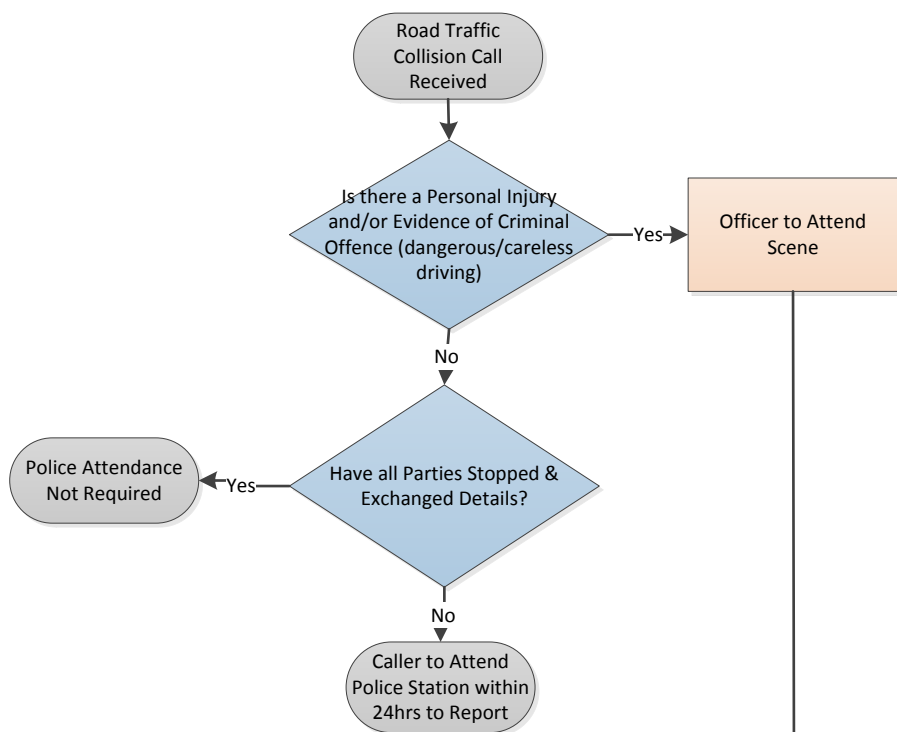 Road Traffic
Collision Call
Received
Is there a Personal Injury
and/or Evidence of Criminal
Offence (dangerous/careless
driving)
Yes
Officer to Attend
Scene
No
Have all Parties Stopped &
Exchanged Details?
Yes
Police Attendance
Not Required
No
Caller to Attend
Police Station within
24hrs to Report